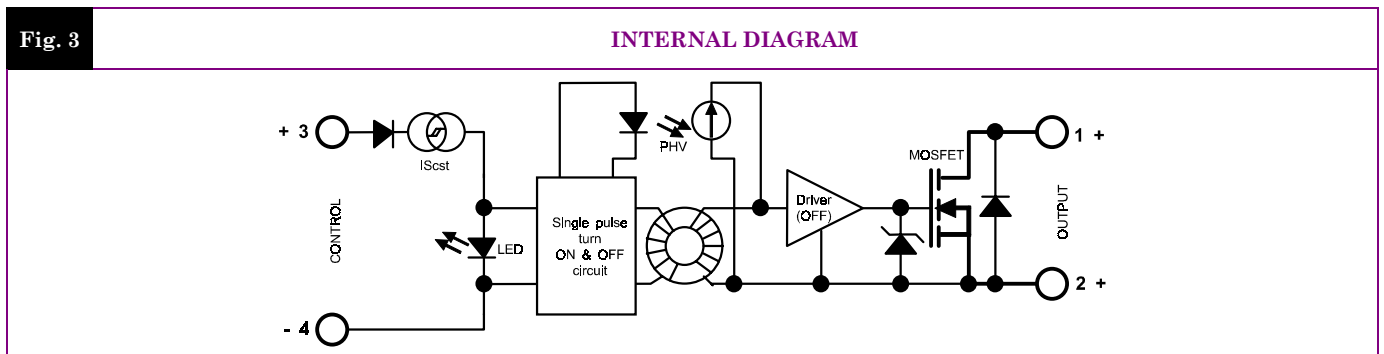 Fig. 3
INTERNAL DIAGRAM
+ 3
IScst
PHV
MOSFET
1 +
CONTROL
LED
Single pulse
turn
ON & OFF
circuit
Driver
(OFF)
OUTPUT
2 +
- 4